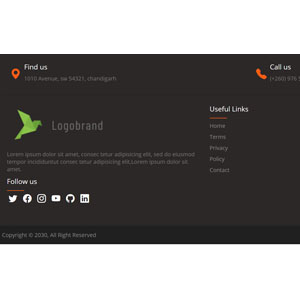 Find us
1010 Avenue, sw 54321, chandigarh
Call us
(+260) 976
Logobrand
Lorem ipsum dolor sit amet, consec tetur adipisicing elit, sed do eiusmod
tempor incididuntut consec tetur adipisicing elit,Lorem ipsum dolor sit
amet.
Follow us
Useful Links
Home
Terms
Privacy
Policy
Contact
Copyright © 2030, All Right Reserved